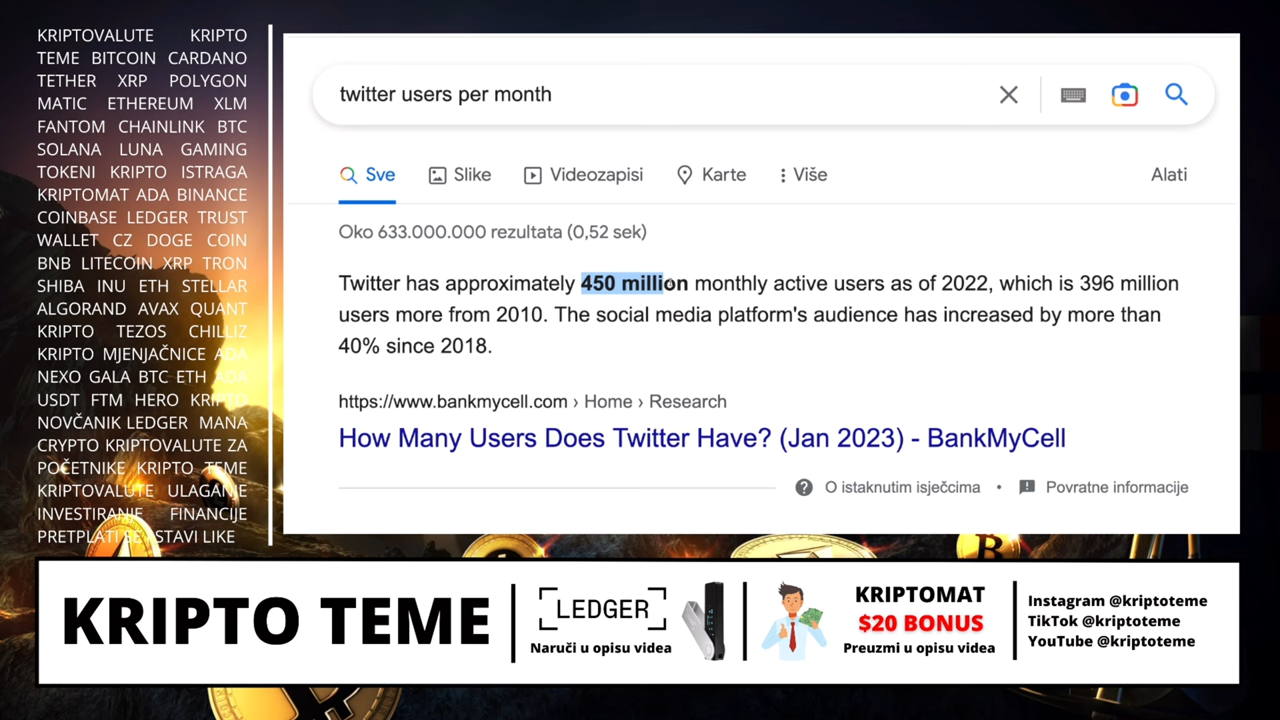 KRIPTOVALUTE KRIPTO
TEME BITCOIN CARDANO
TETHER XRP POLYGON
MATIC ETHEREUM XLM
FANTOM CHAINLINK BTC
SOLANA LUNA GAMING
TOKENI KRIPTO ISTRAGA
KRIPTOMAT ADA BINANCE
COINBASE LEDGER TRUST
WALLET CZ DOGE COIN
BNB LITECOIN XRP TRON
SHIBA INU ETH STELLAR
ALGORAND AVAX QUANT
KRIPTO TEZOS CHILLIZ
KRIPTO MJENJAČNICE ADA
NEXO GALA BTC ETH ADA
USDT FTM HERO KRIPTO
NOVČANIK LEDGER MANA
CRYPTO KRIPTOVALUTE ZA
POČETNIKE KRIPTO TEME
KRIPTOVALUTE ULAGANJE
INVESTIRANJE FINANCIJE
PRETPLATI SE OSTAVI LIKE
twitter users per month
Sve Slike Videozapisi Karte Više Alati
Oko 633.000.000 rezultata (0,52 sek)
Twitter has approximately 450 million monthly active users as of 2022, which is 396 million
users more from 2010. The social media platform's audience has increased by more than
40% since 2018.
https://www.bankmycell.com › Home › Research
How Many Users Does Twitter Have? (Jan 2023) - BankMyCell
O istaknutim isječcima • Povratne informacije
KRIPTO TEME
LEDGER
Naruči u opisu videa
KRIPTOMAT
$20 BONUS
Preuzmi u opisu videa
Instagram @kriptoteme
TikTok @kriptoteme
YouTube @kriptoteme